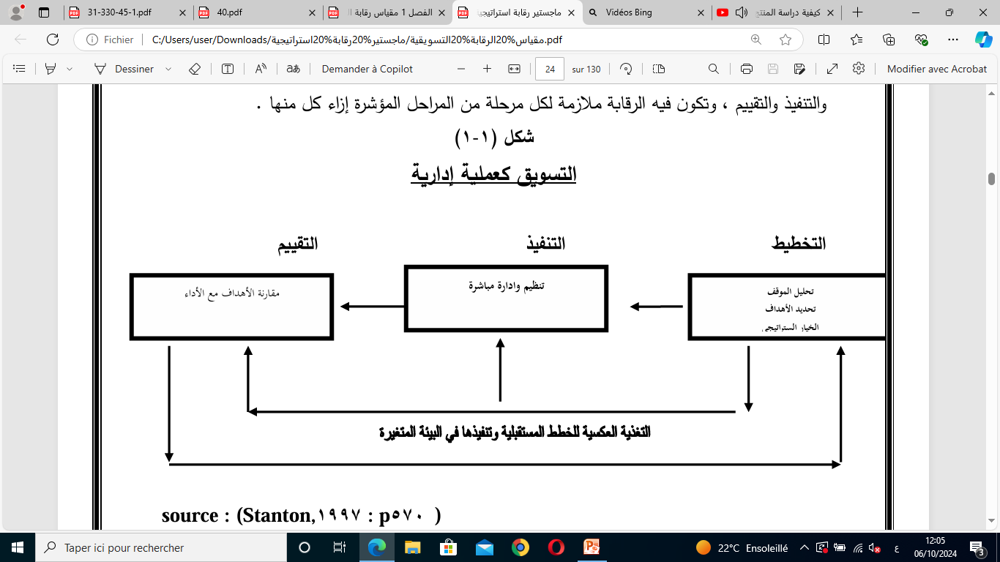 31-330-45-1.pdf
40.pdf
الفصل 1 مقياس رقابة ال
ماجستير رقابة استراتيجية
Vidéos Bing
كيفية دراسة المنتج
Fichier
C:/Users/user/Downloads/مقياس%20الرقابة%20التسويقية/ماجستير%20رقابة%20استراتيجية.pdf
Dessiner
aあ
Demander à Copilot
24
sur 130
Modifier avec Acrobat
والتنفيذ والتقييم ، وتكون فيه الرقابة ملازمة لكل مرحلة من المراحل المؤشرة إزاء كل منها .
شكل (١-١)
التسويق كعملية إدارية
التخطيط
التنفيذ
التقييم
تحليل الموقف
تحديد الأهداف
الخيار الستراتيجي
تنظيم وادارة مباشرة
مقارنة الأهداف مع الأداء
التغذية العكسية للخطط المستقبلية وتنفيذها في البيئة المتغيرة
source : (Stanton,١٩٩٧ : p٥٧٠ )
Taper ici pour rechercher
22°C Ensoleillé
ع
12:05
06/10/2024
3